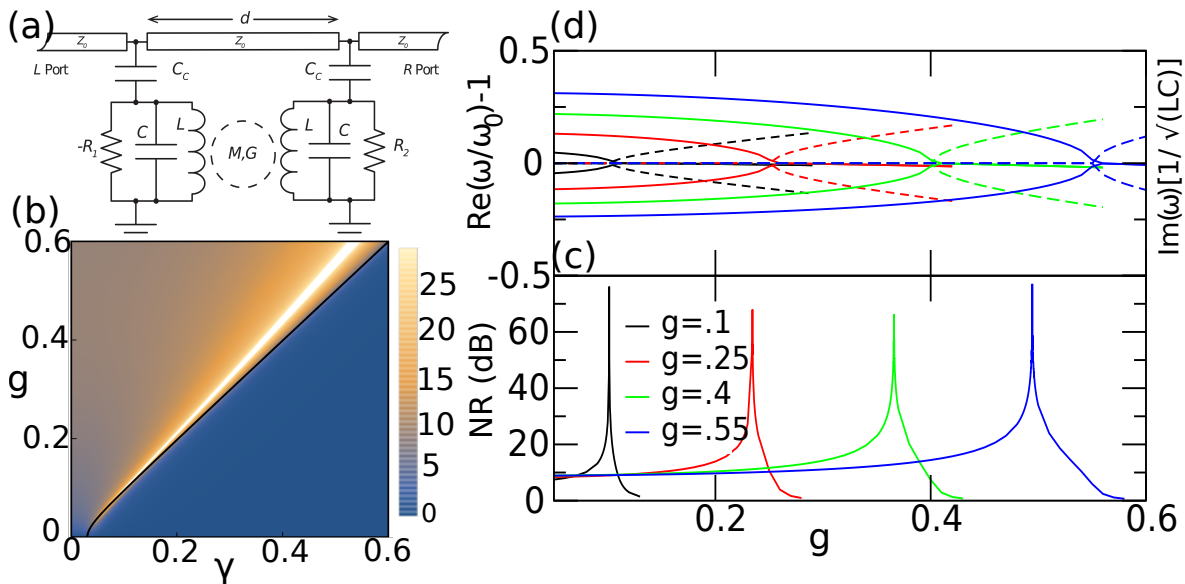 (a)
d
Z₀ Z₀ Z₀
L Port C_C C_C R Port
-R₁ C L M,G L C R₂
(b)
0.6
0.4
0.2
0
g
0 0.2 0.4 0.6
γ
25
20
15
10
5
0
(d)
0.5
0
-0.5
Re(ω/ω₀)-1
Im(ω)[1/√(LC)]
(c)
60
40
20
0
NR (dB)
g=.1
g=.25
g=.4
g=.55
0.2 0.4 0.6
g